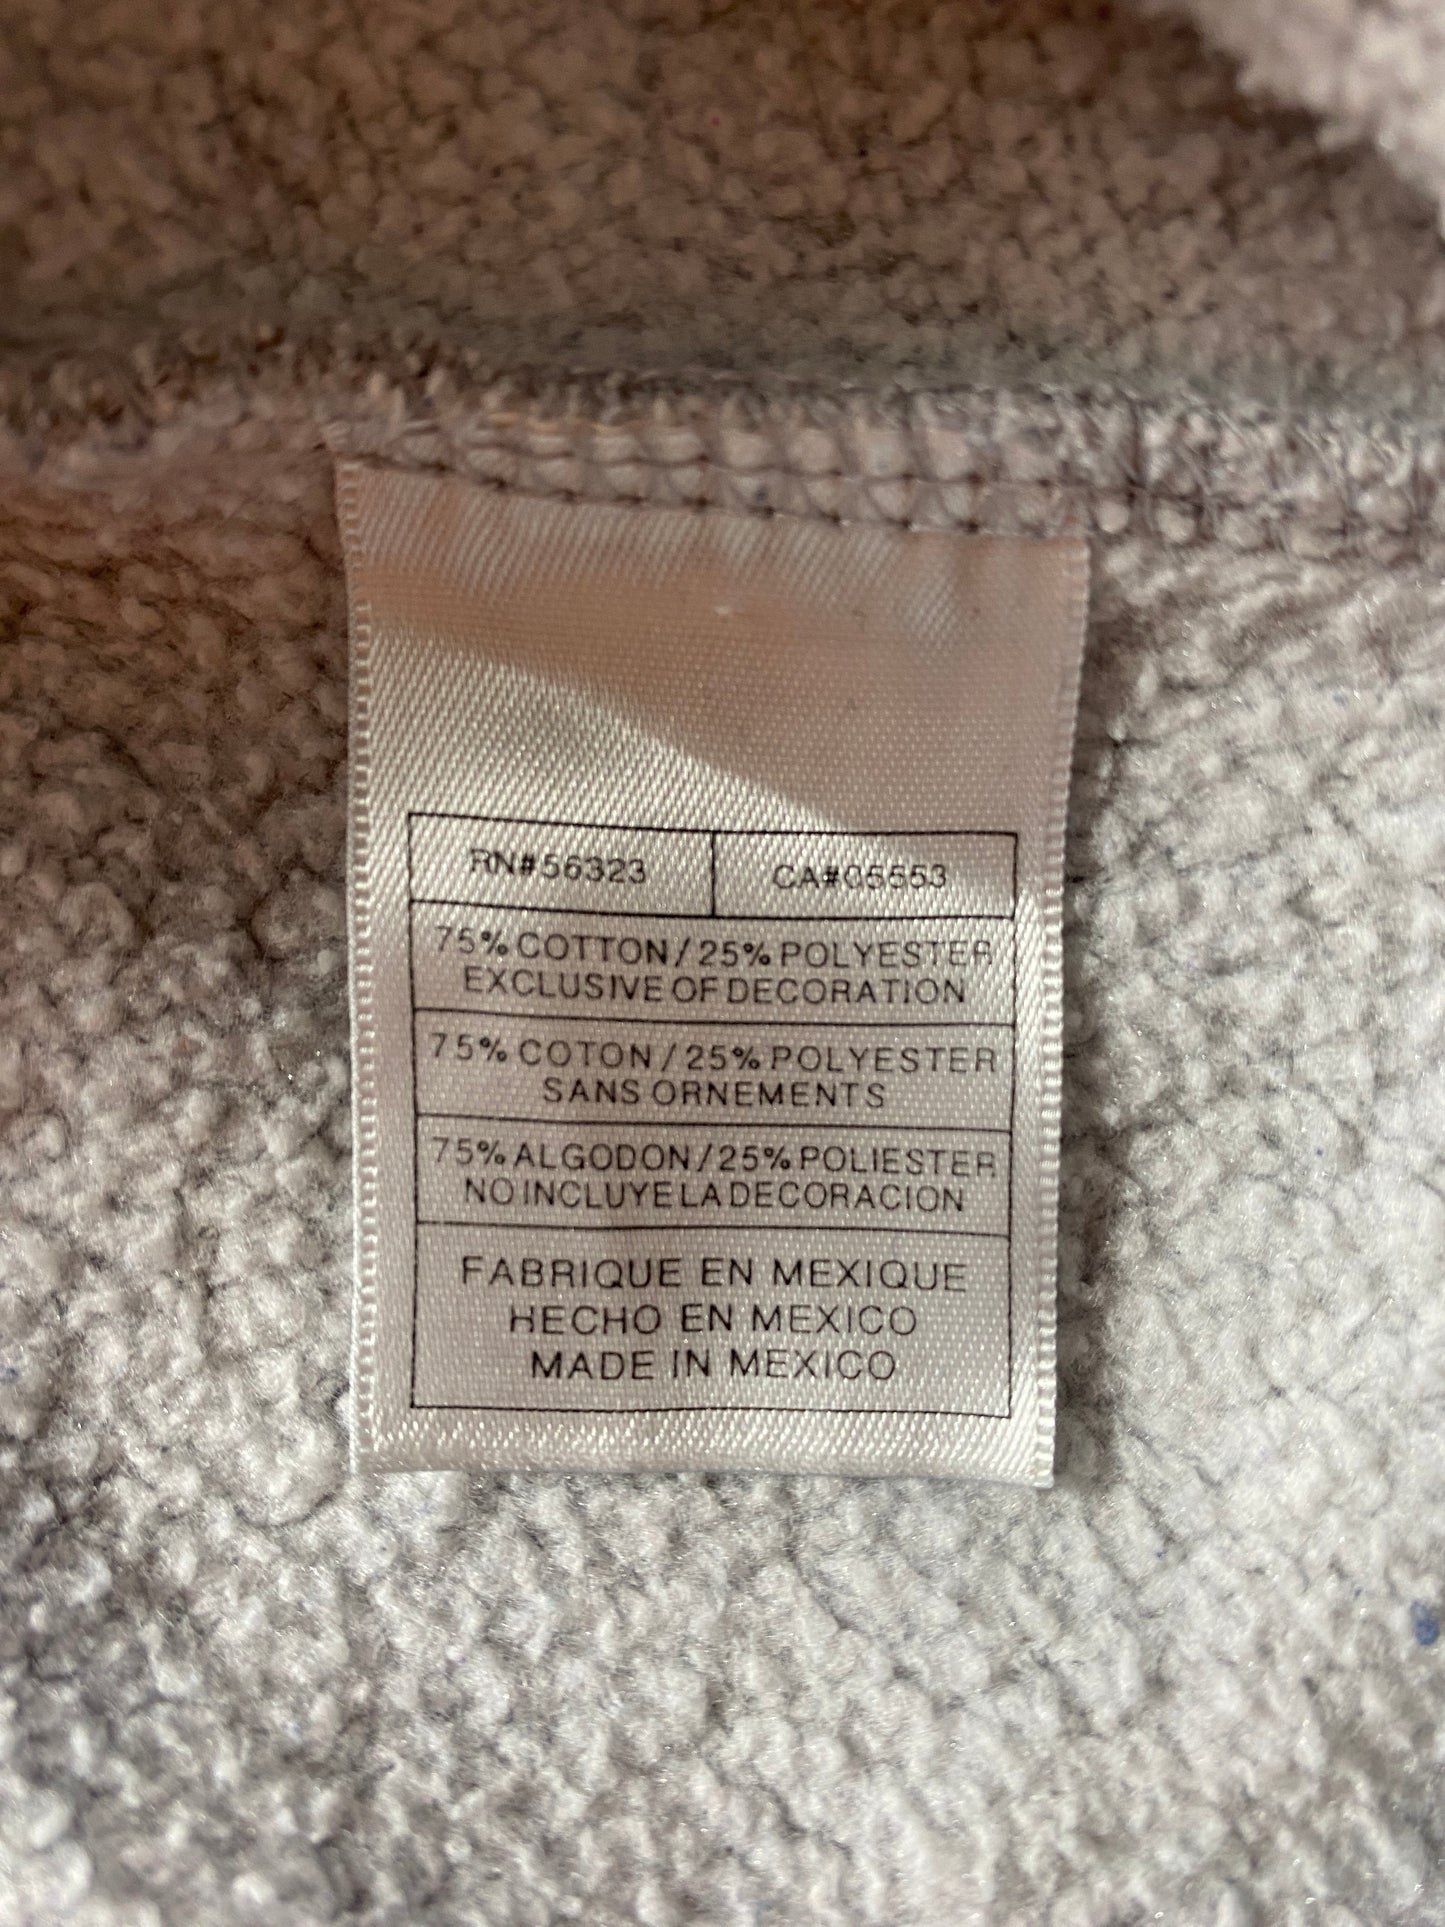 RN#56323 CA#05553
75% COTTON / 25% POLYESTER
EXCLUSIVE OF DECORATION
75% COTON / 25% POLYESTER
SANS ORNEMENTS
75% ALGODON / 25% POLIESTER
NO INCLUYE LA DECORACION
FABRIQUE EN MEXIQUE
HECHO EN MEXICO
MADE IN MEXICO